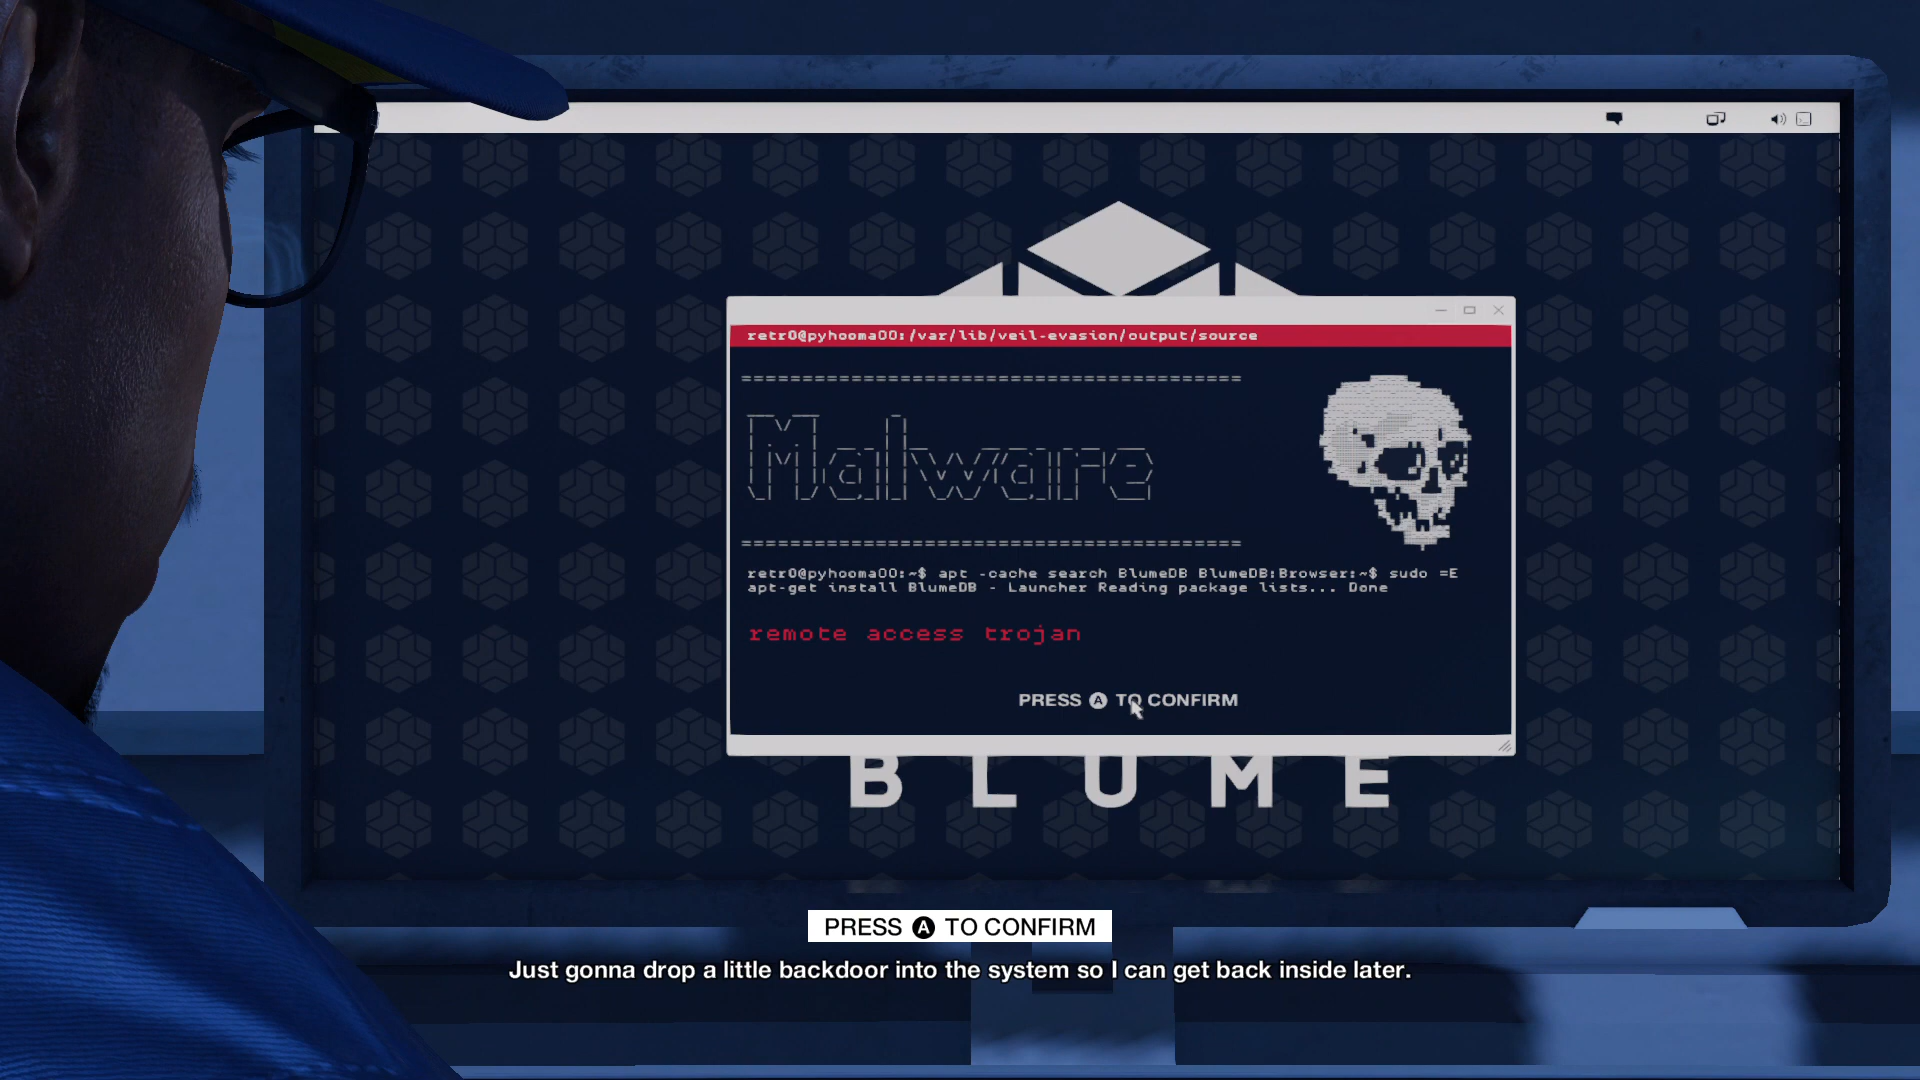 retr0@pyhooma00:/var/lib/veil-evasion/output/source
=========================================
Malware
=========================================
retr0@pyhooma00:~$ apt -cache search BlumeDB BlumeDB:Browser:~$ sudo =E
apt-get install BlumeDB - Launcher Reading package lists... Done
remote access trojan
PRESS A TO CONFIRM
BLUME
PRESS A TO CONFIRM
Just gonna drop a little backdoor into the system so I can get back inside later.